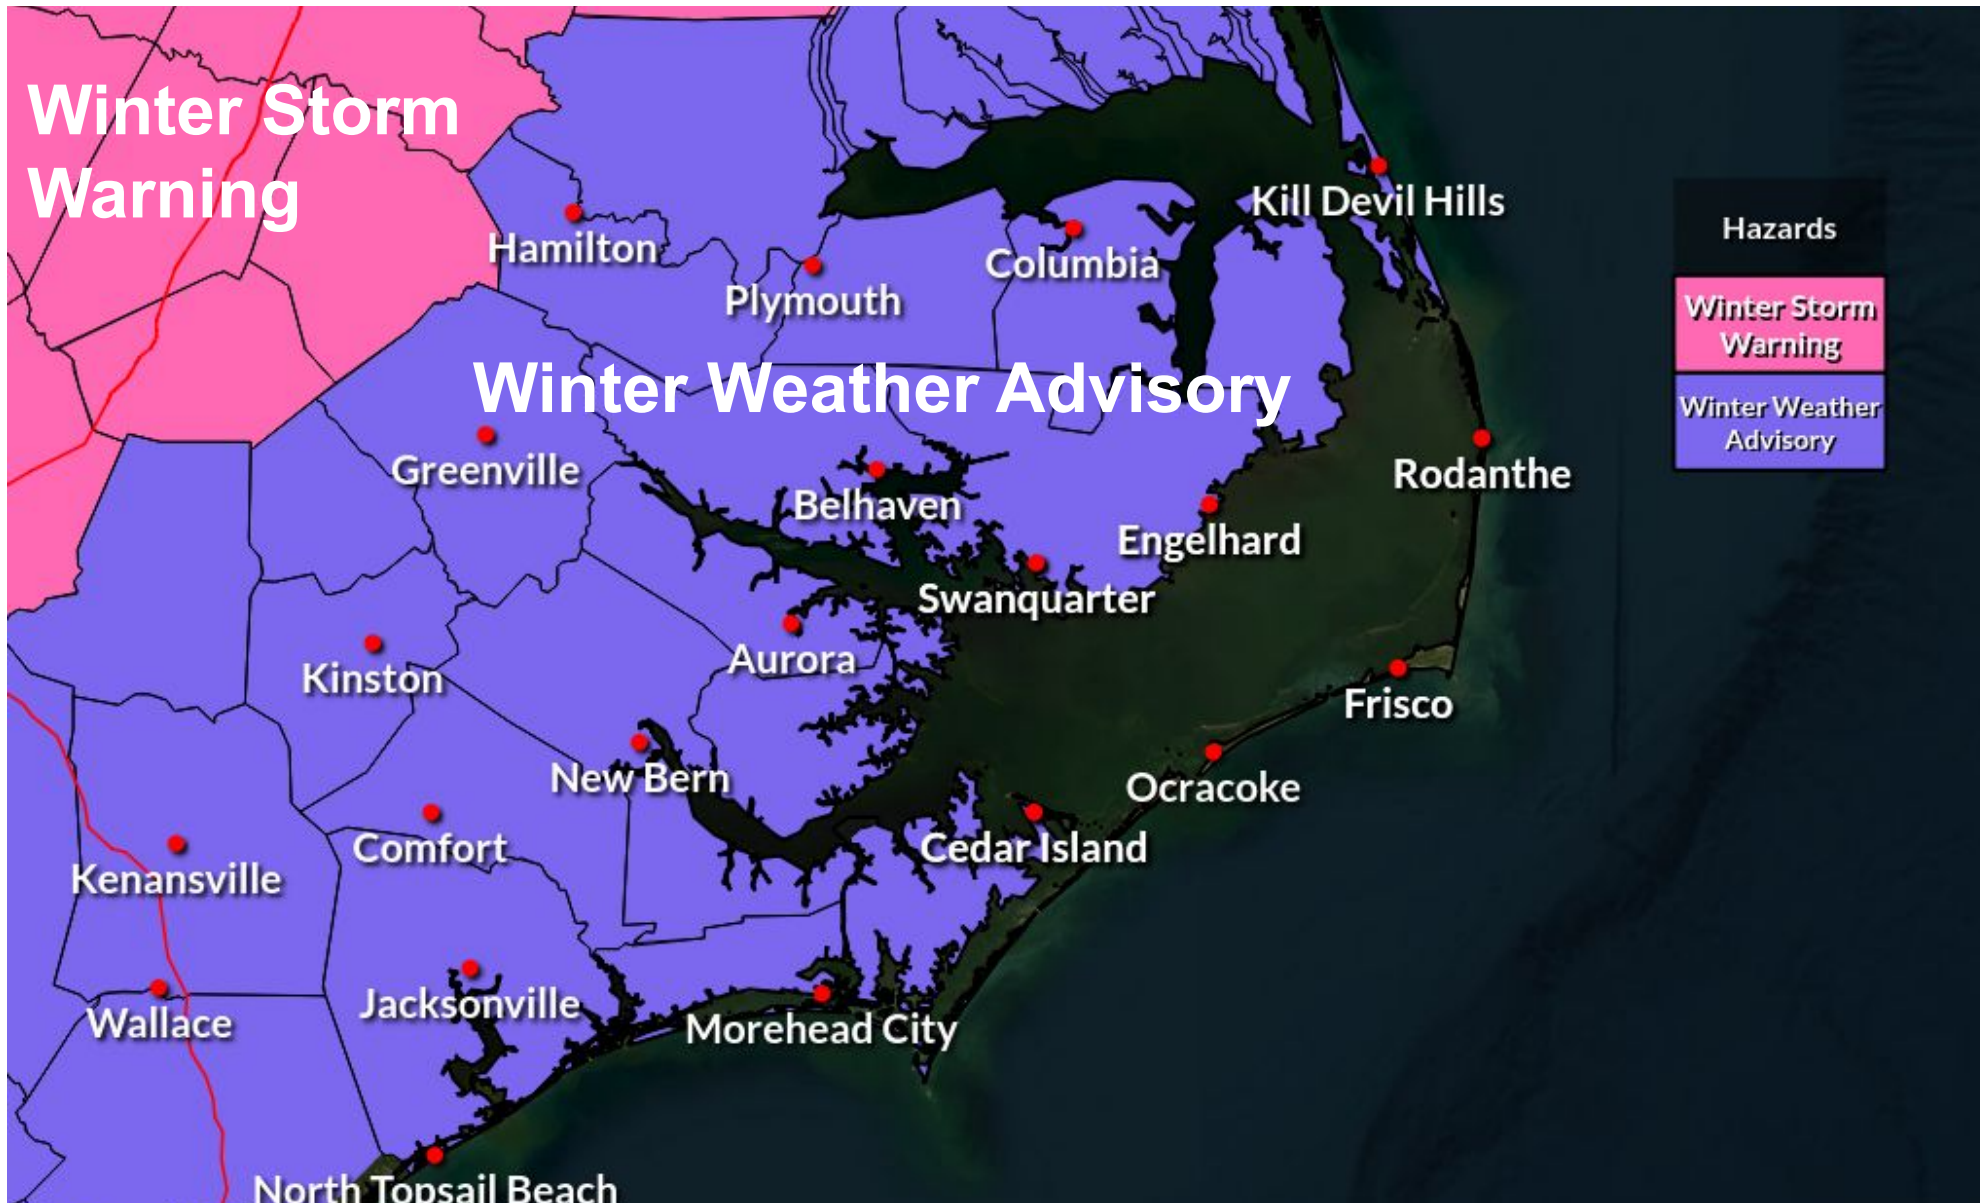 Winter Storm
Warning
Kill Devil Hills
Hazards
Hamilton
Columbia
Plymouth
Winter Storm
Warning
Winter Weather Advisory
Winter Weather
Advisory
Greenville
Rodanthe
Belhaven
Engelhard
Swanquarter
Aurora
Kinston
Frisco
New Bern
Ocracoke
Comfort
Cedar Island
Kenansville
Jacksonville
Wallace
Morehead City
North Topsail Beach